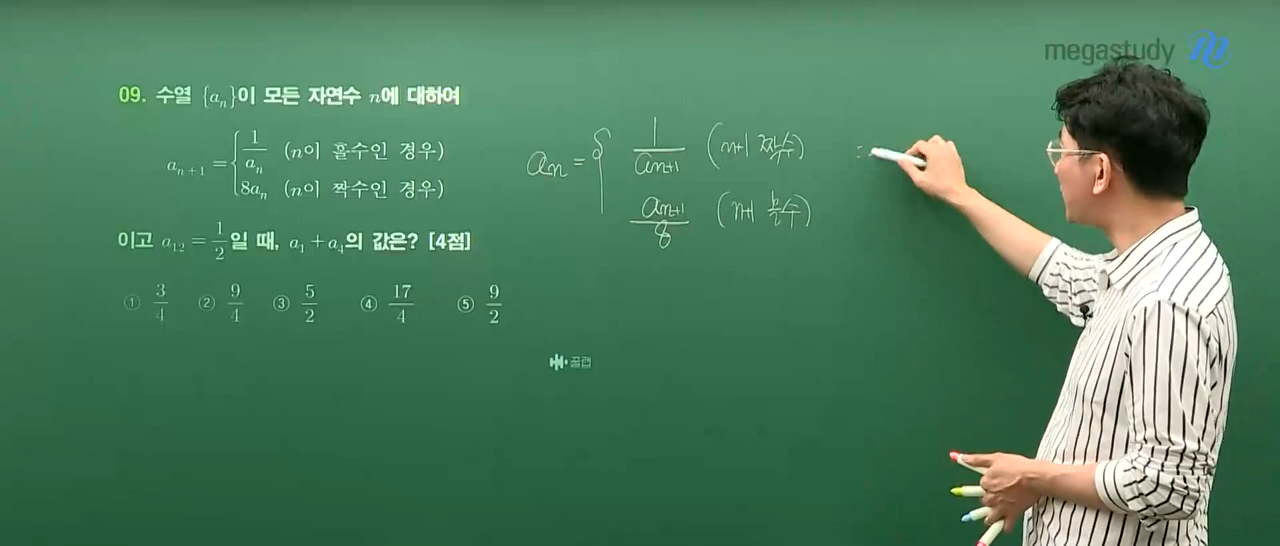 megastudy
09. 수열 {aₙ}이 모든 자연수 n에 대하여
aₙ₊₁ = { 1/aₙ (n이 홀수인 경우)
8aₙ (n이 짝수인 경우)
이고 a₁₂ = 1/2일 때, a₁ + a₄의 값은? [4점]
① 3/4 ② 9/4 ③ 5/2 ④ 17/4 ⑤ 9/2
aₙ = { 1/aₙ₊₁ (n+1 짝수)
aₙ₊₁/8 (n+1 홀수)
꿀랩